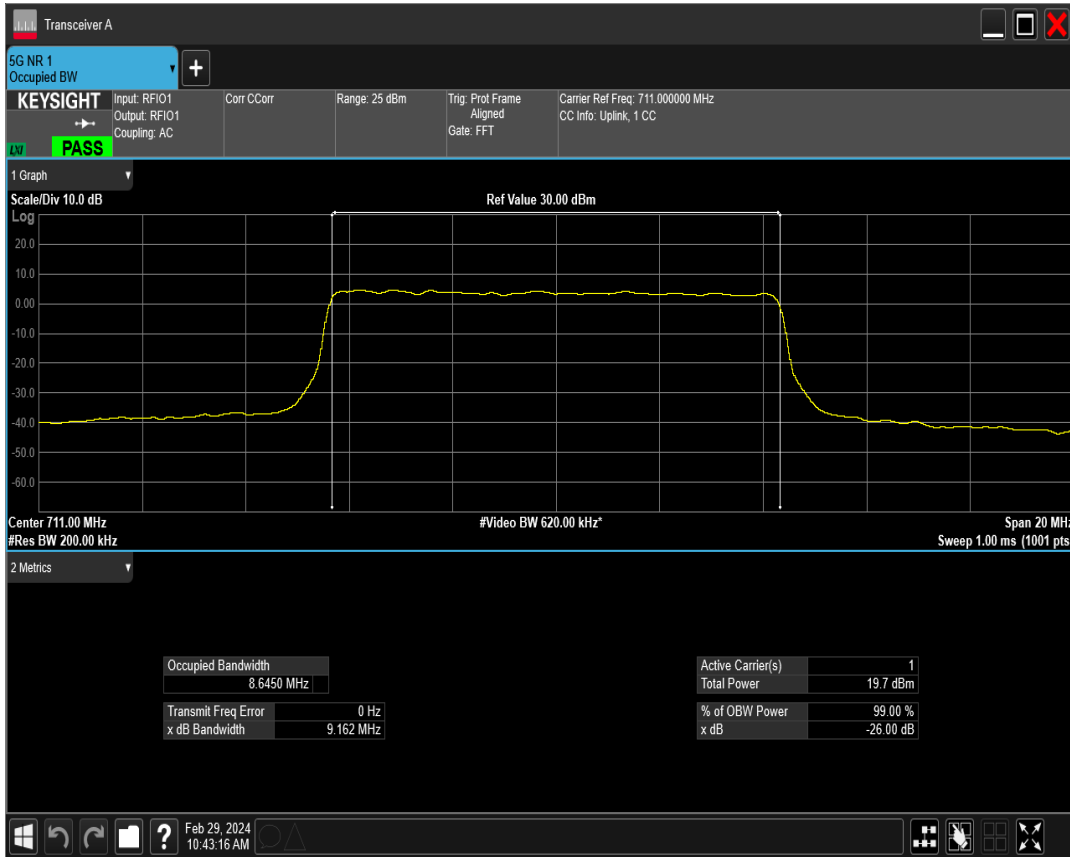 Transceiver A
5G NR 1
Occupied BW
KEYSIGHT
LXI
PASS
Input: RFIO1
Output: RFIO1
Coupling: AC
Corr CCorr
Range: 25 dBm
Trig: Prot Frame
Aligned
Gate: FFT
Carrier Ref Freq: 711.000000 MHz
CC Info: Uplink, 1 CC
1 Graph
Scale/Div 10.0 dB
Ref Value 30.00 dBm
Log
20.0
10.0
0.00
-10.0
-20.0
-30.0
-40.0
-50.0
-60.0
Center 711.00 MHz
#Video BW 620.00 kHz*
Span 20 MHz
#Res BW 200.00 kHz
Sweep 1.00 ms (1001 pts
2 Metrics
Occupied Bandwidth
8.6450 MHz
Transmit Freq Error 0 Hz
x dB Bandwidth 9.162 MHz
Active Carrier(s) 1
Total Power 19.7 dBm
% of OBW Power 99.00 %
x dB -26.00 dB
?
Feb 29, 2024
10:43:16 AM